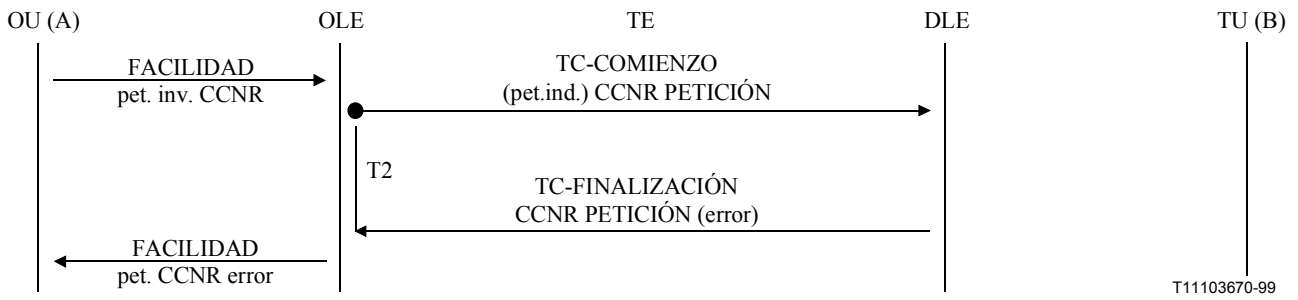 OU (A) OLE TE DLE TU (B)
FACILIDAD
pet. inv. CCNR
TC-COMIENZO
(pet.ind.) CCNR PETICIÓN
T2
TC-FINALIZACIÓN
CCNR PETICIÓN (error)
FACILIDAD
pet. CCNR error
T11103670-99